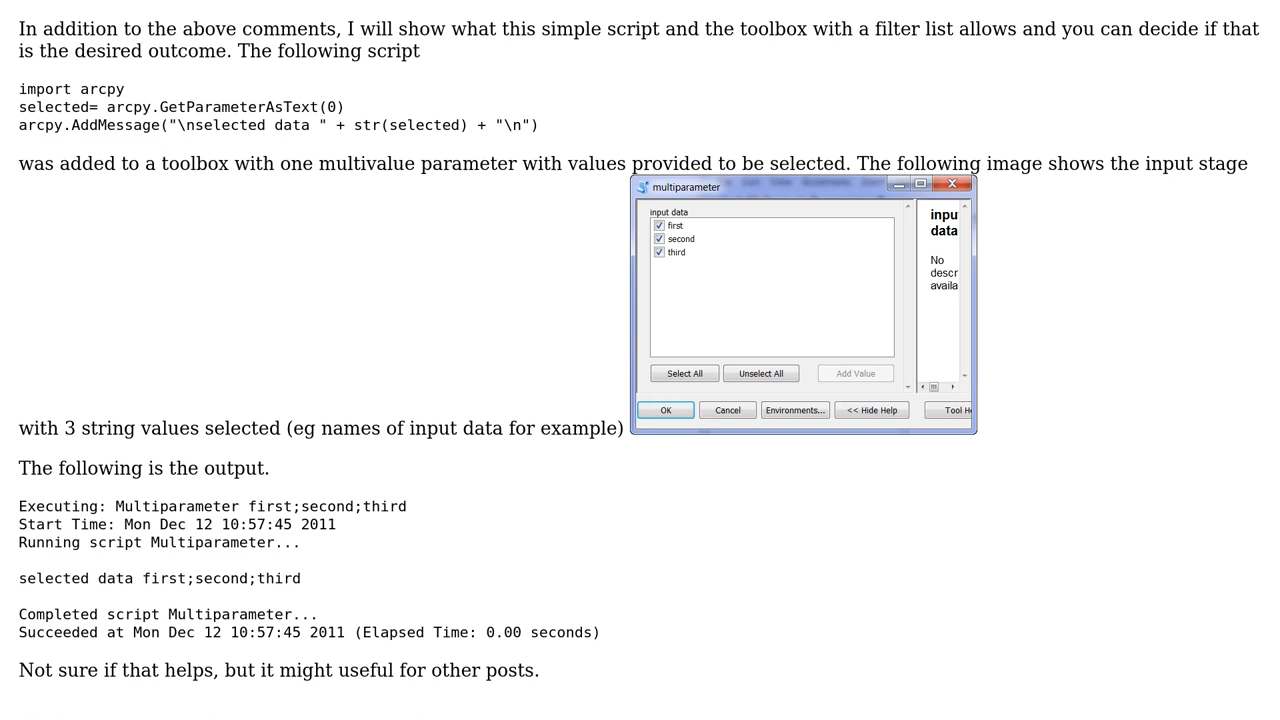 In addition to the above comments, I will show what this simple script and the toolbox with a filter list allows and you can decide if that
is the desired outcome. The following script
import arcpy
selected= arcpy.GetParameterAsText(0)
arcpy.AddMessage("\nselected data " + str(selected) + "\n")
was added to a toolbox with one multivalue parameter with values provided to be selected. The following image shows the input stage
multiparameter
input data
first
second
third
Select All
Unselect All
Add Value
OK
Cancel
Environments...
<< Hide Help
Tool H
inpu
data
No
descr
availa
with 3 string values selected (eg names of input data for example)
The following is the output.
Executing: Multiparameter first;second;third
Start Time: Mon Dec 12 10:57:45 2011
Running script Multiparameter...
selected data first;second;third
Completed script Multiparameter...
Succeeded at Mon Dec 12 10:57:45 2011 (Elapsed Time: 0.00 seconds)
Not sure if that helps, but it might useful for other posts.